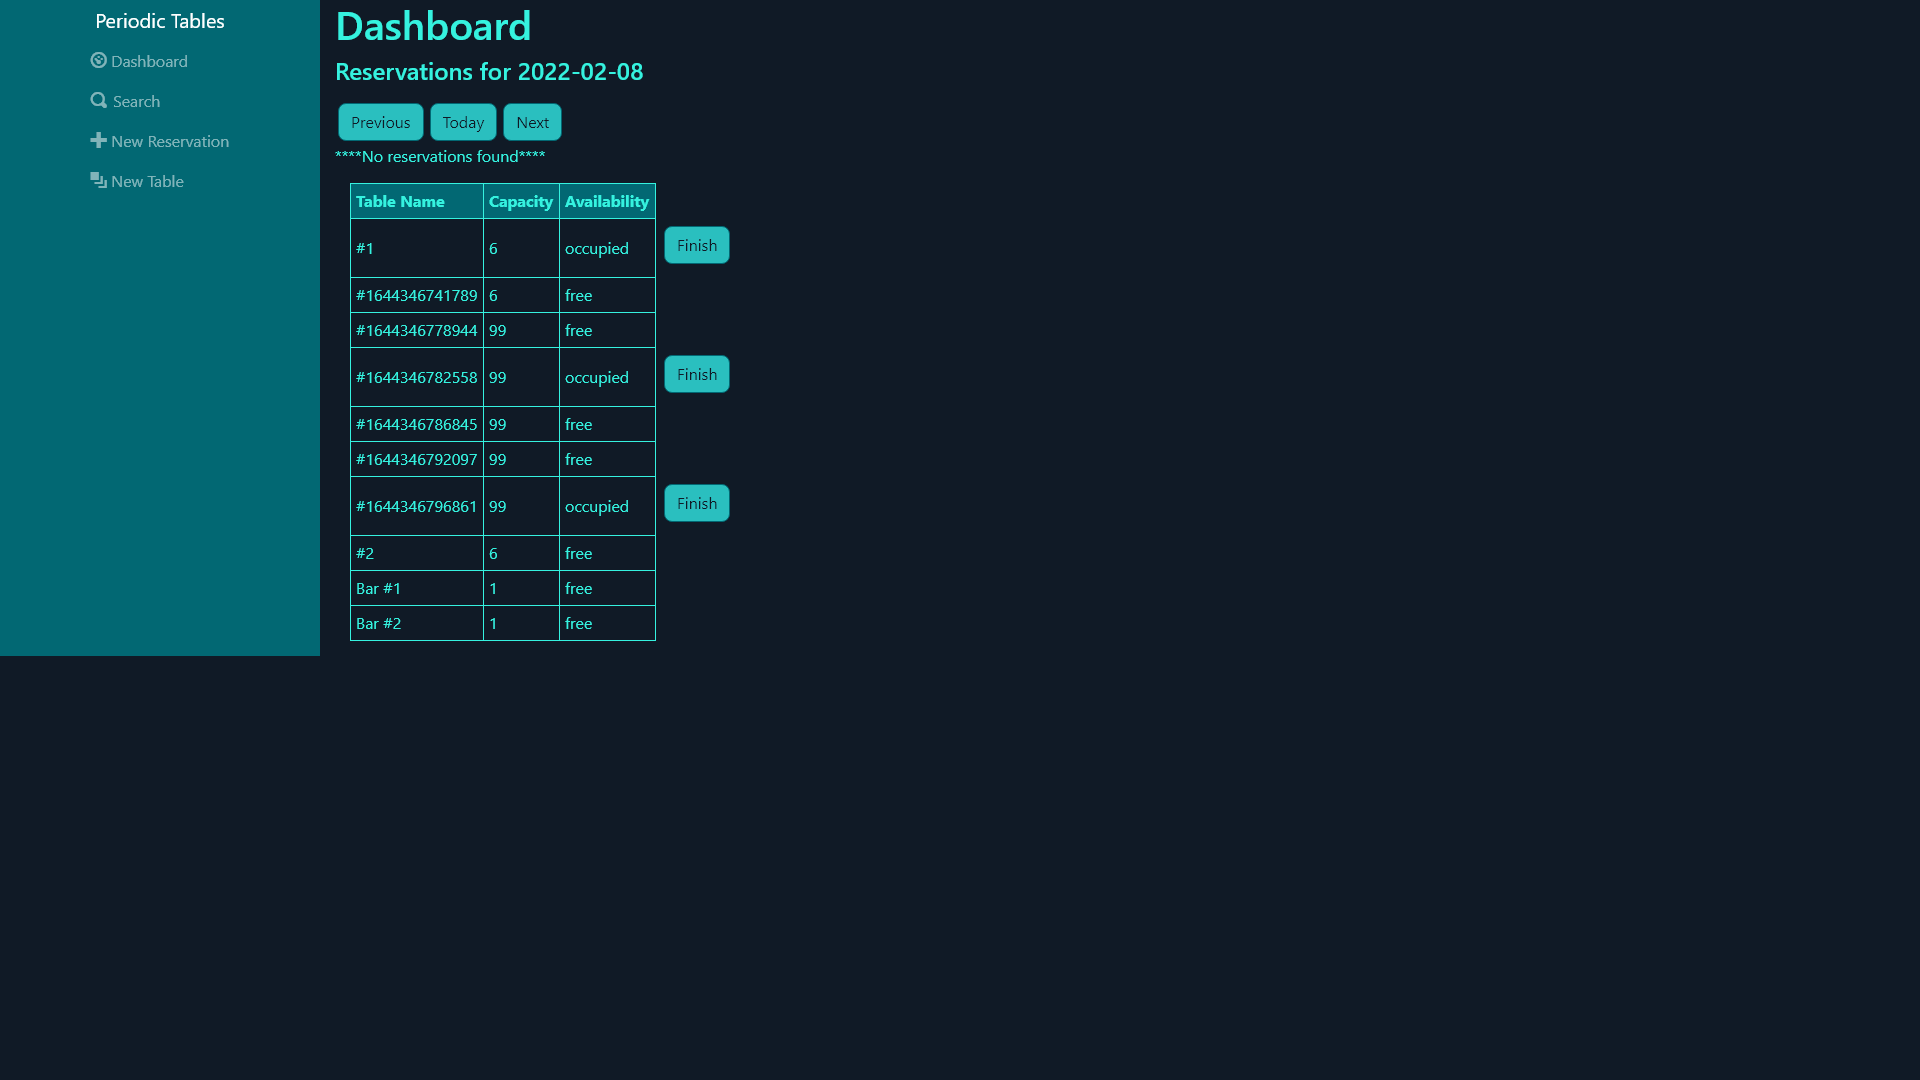 Periodic Tables
Dashboard
Search
New Reservation
New Table
Dashboard
Reservations for 2022-02-08
Previous Today Next
****No reservations found****
Table Name Capacity Availability
#1 6 occupied Finish
#1644346741789 6 free
#1644346778944 99 free
#1644346782558 99 occupied Finish
#1644346786845 99 free
#1644346792097 99 free
#1644346796861 99 occupied Finish
#2 6 free
Bar #1 1 free
Bar #2 1 free